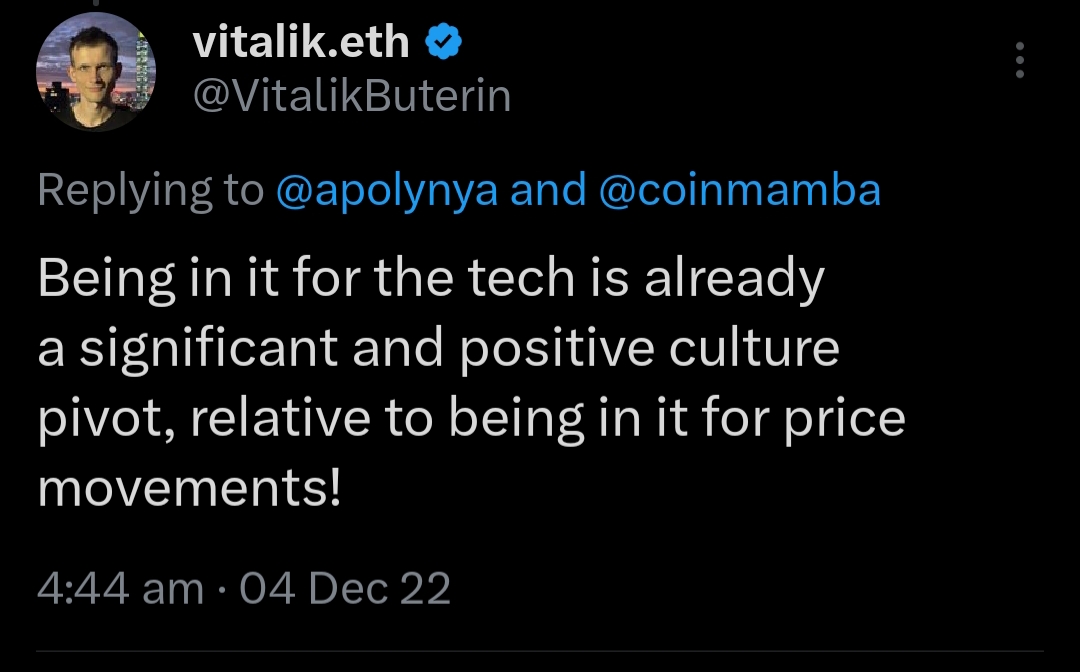 vitalik.eth
@VitalikButerin
Replying to @apolynya and @coinmamba
Being in it for the tech is already
a significant and positive culture
pivot, relative to being in it for price
movements!
4:44 am · 04 Dec 22